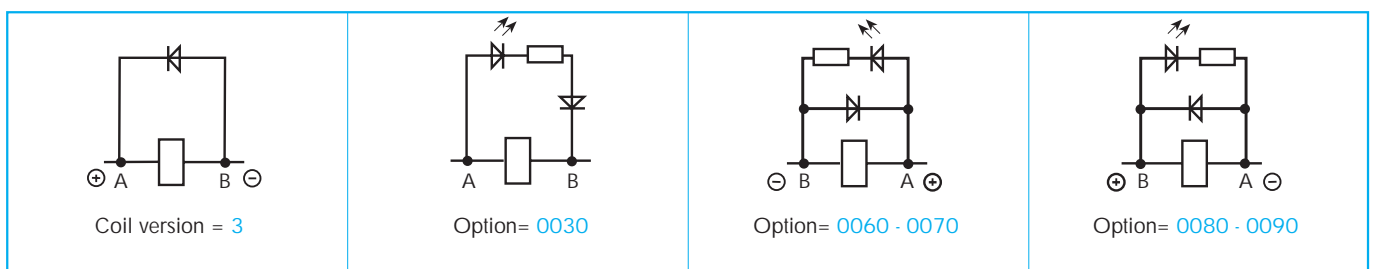 ⊕ A B ⊖
Coil version = 3
A B
Option= 0030
⊖ B A ⊕
Option= 0060 - 0070
⊕ B A ⊖
Option= 0080 - 0090